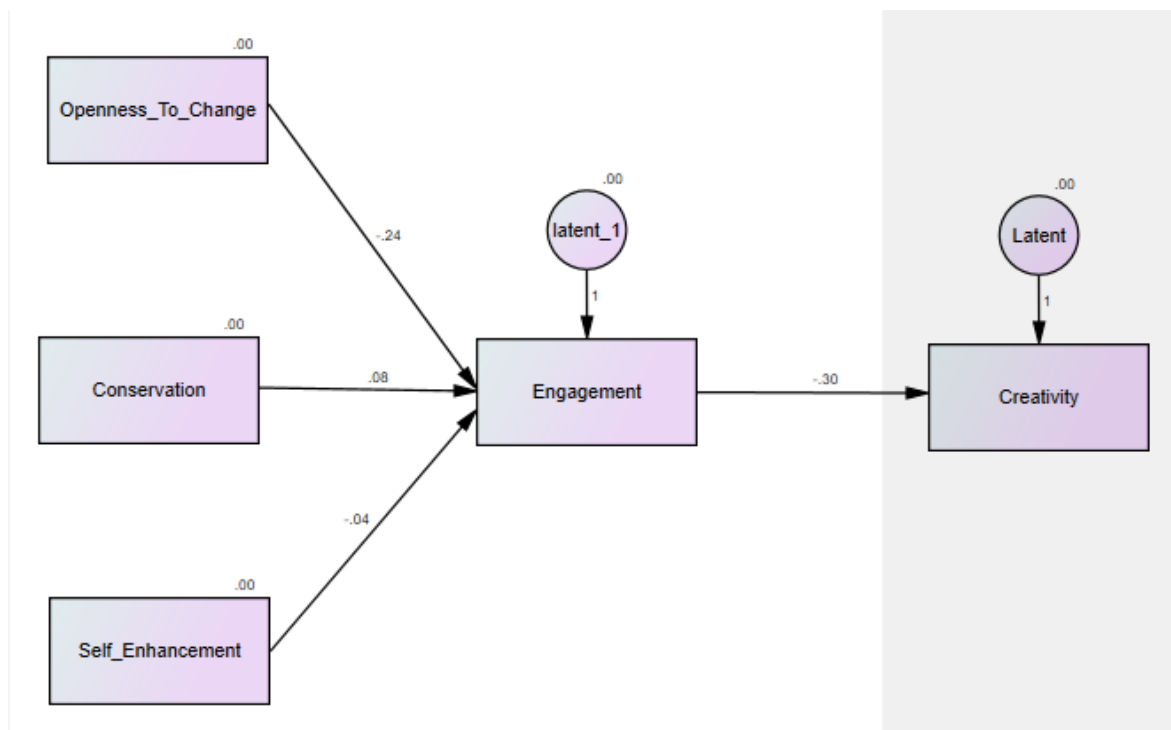 .00
Openness_To_Change
-.24
.00
latent_1
1
.00
Latent
1
.00
Conservation
.08
Engagement
-.30
Creativity
-.04
.00
Self_Enhancement